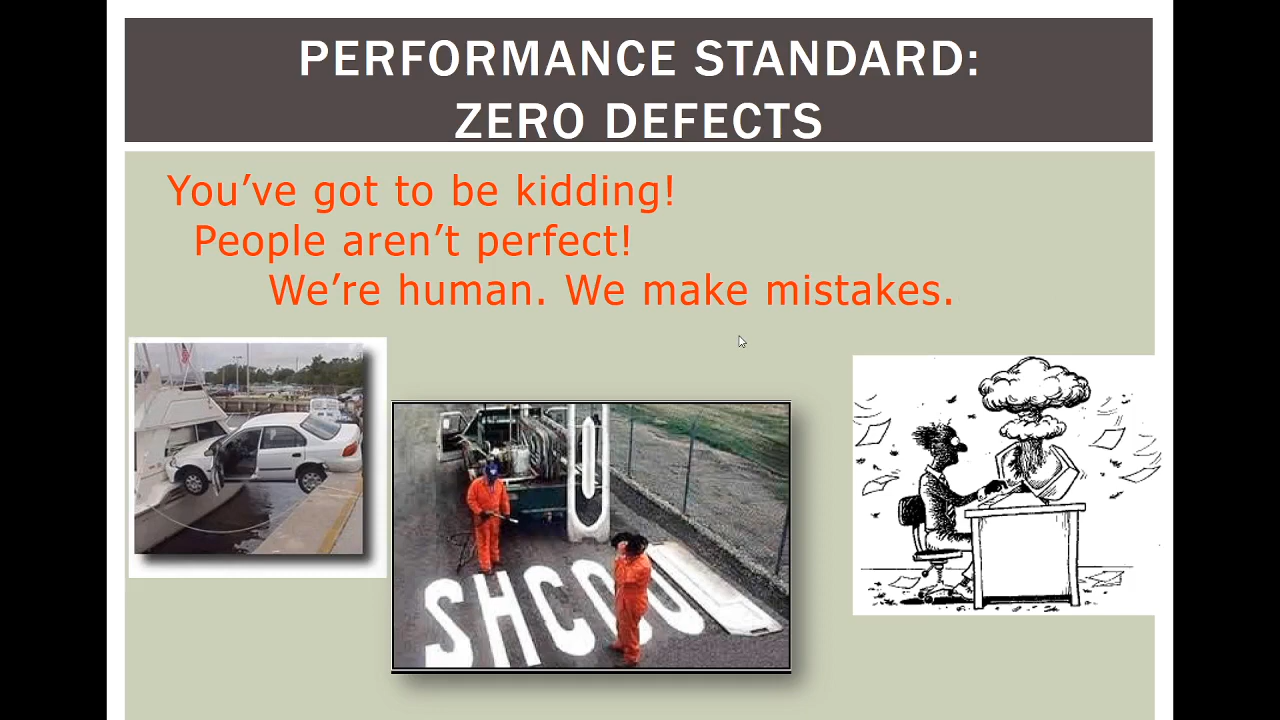 PERFORMANCE STANDARD:
ZERO DEFECTS
You've got to be kidding!
People aren't perfect!
We're human. We make mistakes.
SHCOOL